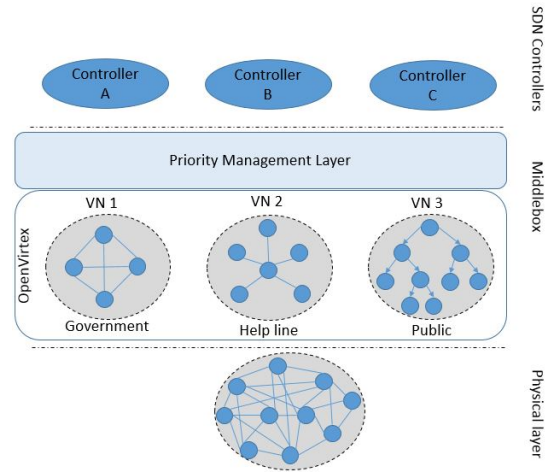 SDN Controllers
Controller
A
Controller
B
Controller
C
Middlebox
Priority Management Layer
OpenVirtex
VN 1
VN 2
VN 3
Government
Help line
Public
Physical layer